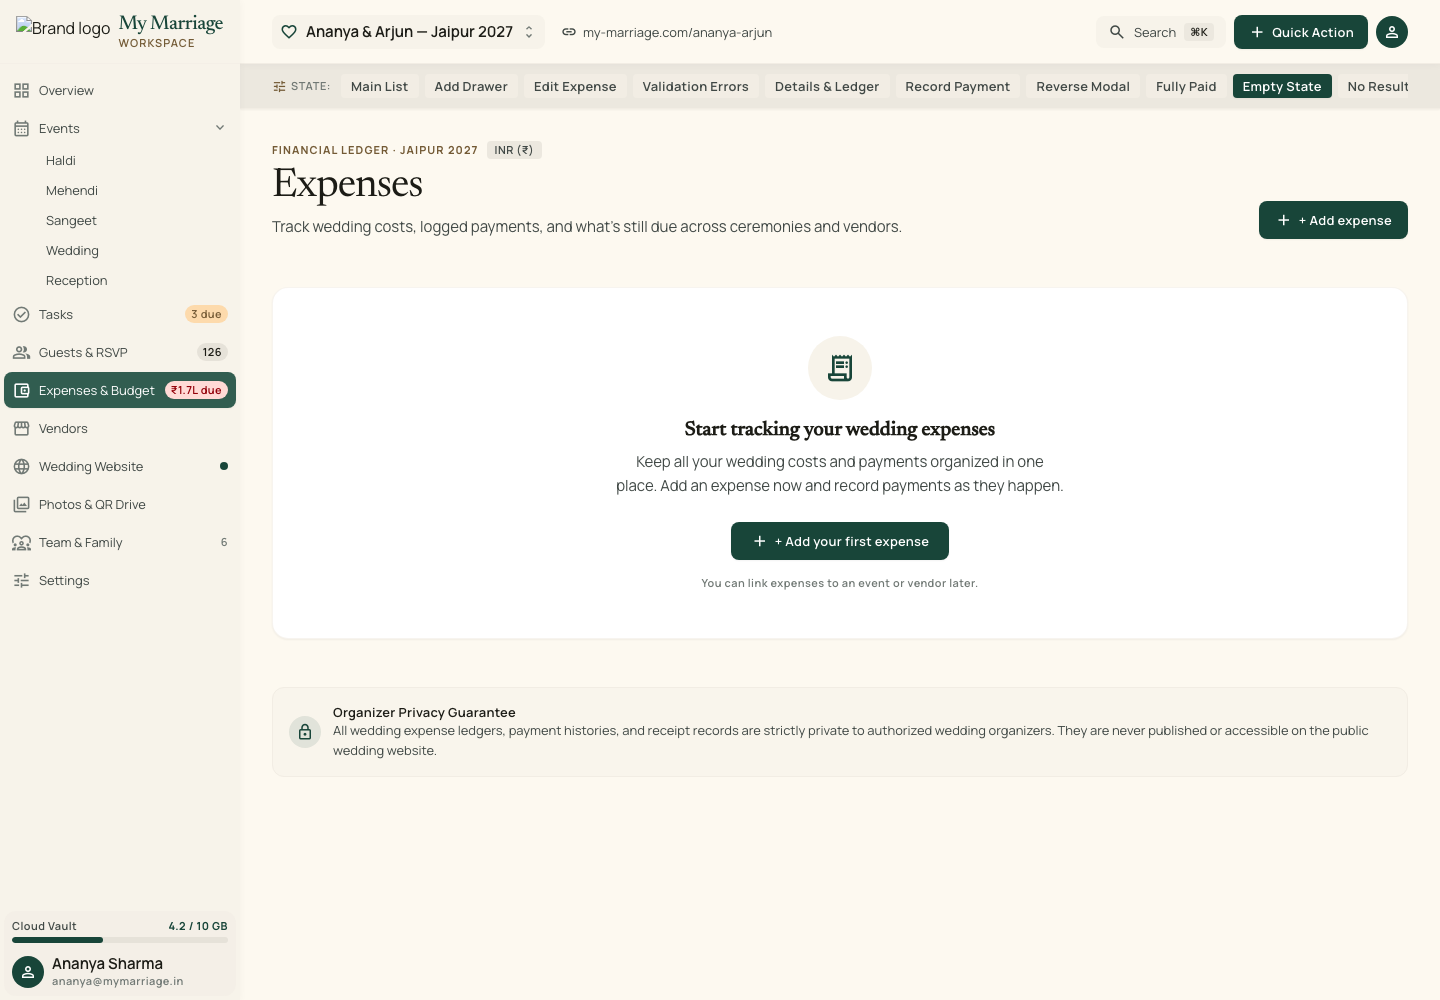 Brand logo
My Marriage
WORKSPACE
Ananya & Arjun — Jaipur 2027
my-marriage.com/ananya-arjun
Search ⌘K
Quick Action
Overview
Events
Haldi
Mehendi
Sangeet
Wedding
Reception
Tasks 3 due
Guests & RSVP 126
Expenses & Budget ₹1.7L due
Vendors
Wedding Website
Photos & QR Drive
Team & Family 6
Settings
Cloud Vault 4.2 / 10 GB
Ananya Sharma
ananya@mymarriage.in
STATE: Main List Add Drawer Edit Expense Validation Errors Details & Ledger Record Payment Reverse Modal Fully Paid Empty State No Result
FINANCIAL LEDGER · JAIPUR 2027 INR (₹)
Expenses
Track wedding costs, logged payments, and what's still due across ceremonies and vendors.
+ Add expense
Start tracking your wedding expenses
Keep all your wedding costs and payments organized in one
place. Add an expense now and record payments as they happen.
+ Add your first expense
You can link expenses to an event or vendor later.
Organizer Privacy Guarantee
All wedding expense ledgers, payment histories, and receipt records are strictly private to authorized wedding organizers. They are never published or accessible on the public
wedding website.